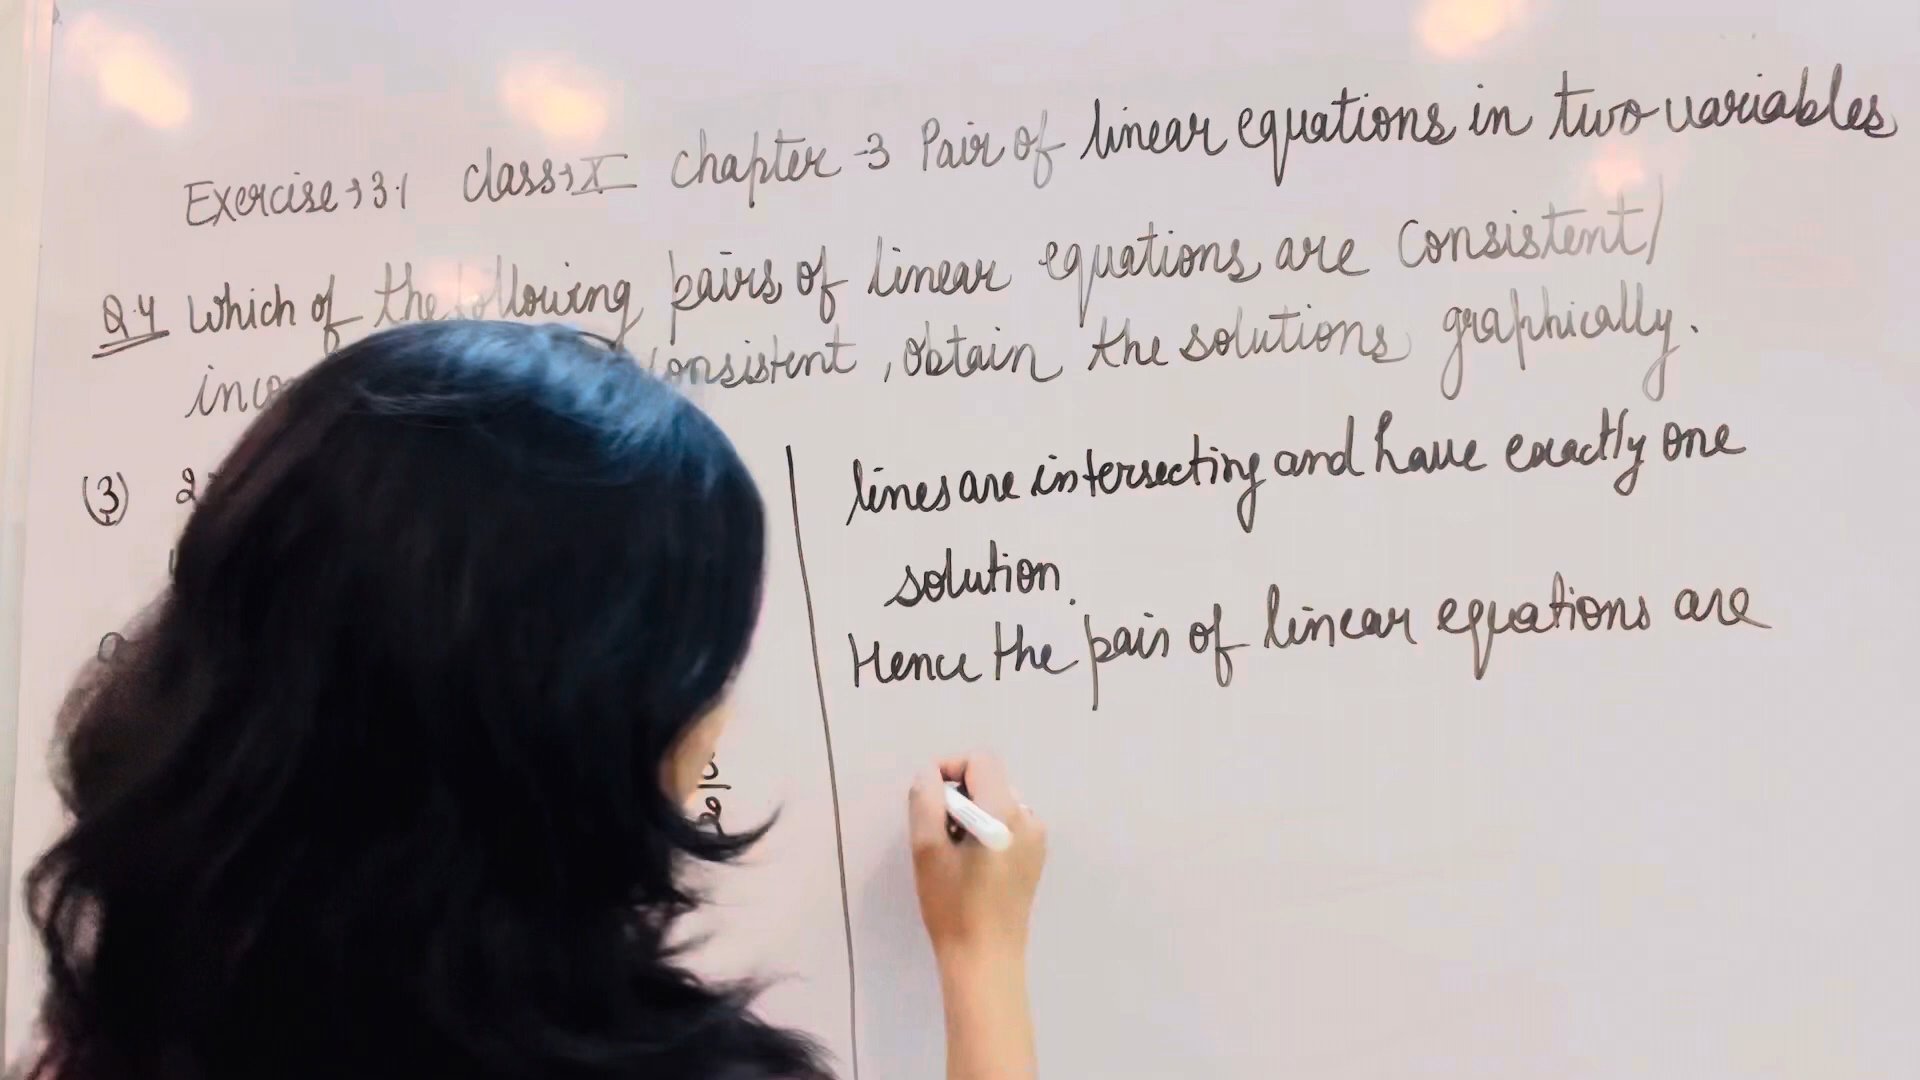 Exercise→3.1 Class→X Chapter-3 Pair of linear equations in two variables
Q.4 Which of the following pairs of linear equations are Consistent/
obtain the solutions graphically.
(3) 2
lines are intersecting and have exactly one
solution.
Hence the pair of linear equations are